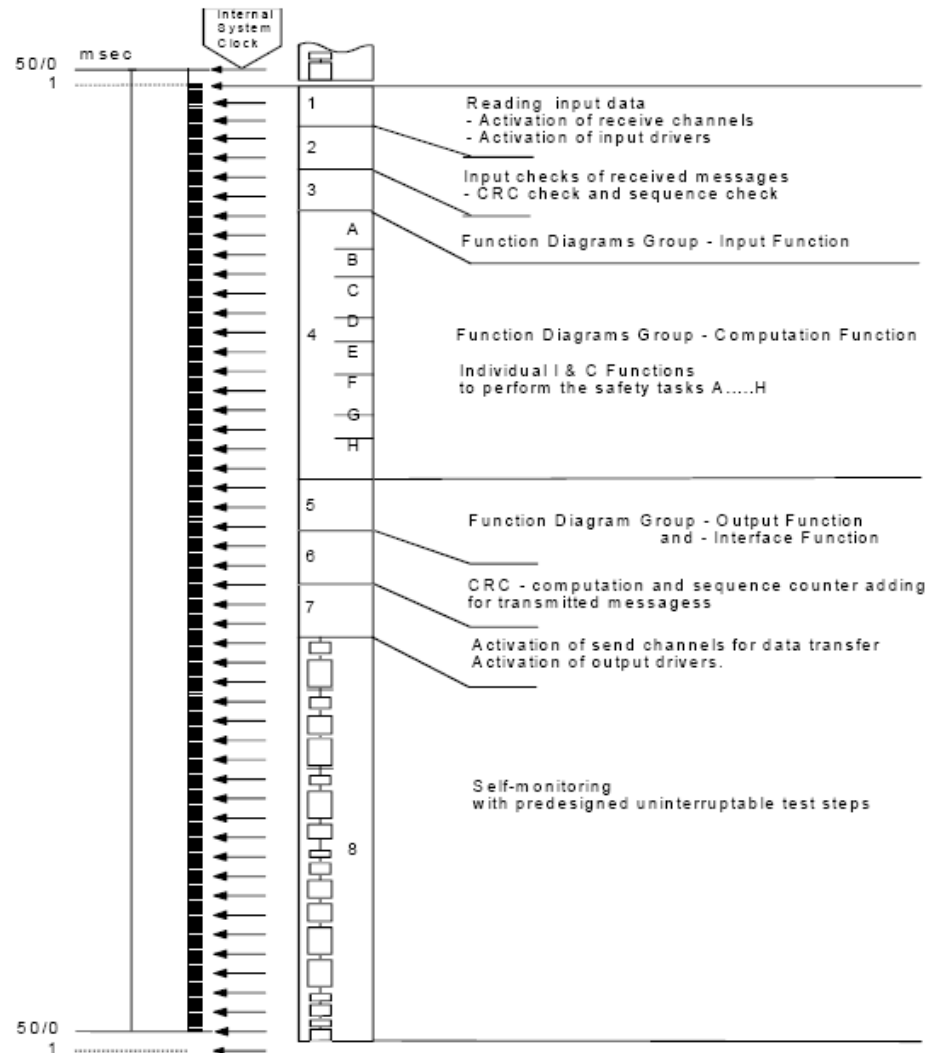 Internal
System
Clock
msec
50/0
1
1
Reading input data
- Activation of receive channels
- Activation of input drivers
2
Input checks of received messages
- CRC check and sequence check
3
Function Diagrams Group - Input Function
A
B
C
D
E
F
G
H
4
Function Diagrams Group - Computation Function
Individual I & C Functions
to perform the safety tasks A.....H
5
Function Diagram Group - Output Function
and - Interface Function
6
CRC - computation and sequence counter adding
for transmitted messagess
7
Activation of send channels for data transfer
Activation of output drivers.
Self-monitoring
with predesigned uninterruptable test steps
8
50/0
1